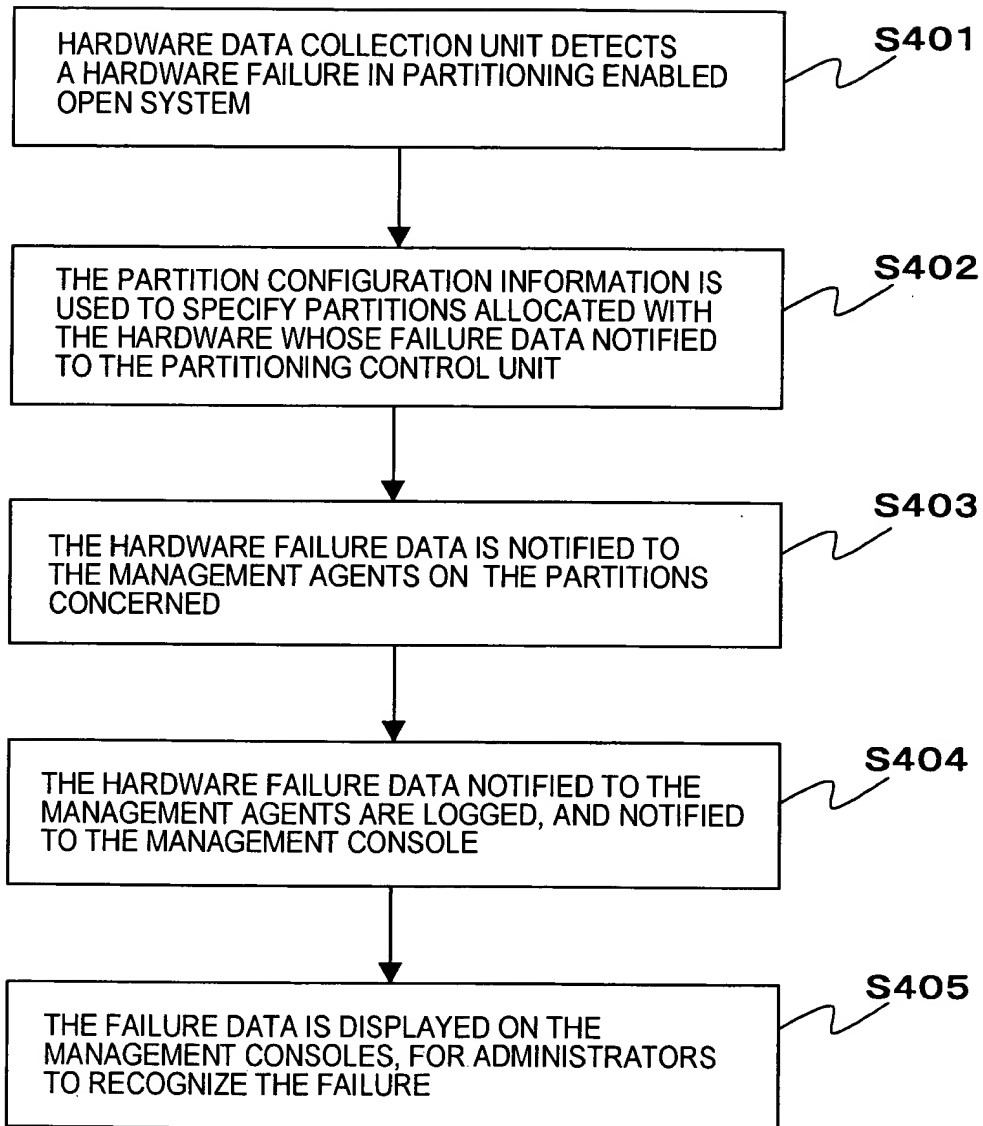 HARDWARE DATA COLLECTION UNIT DETECTS
A HARDWARE FAILURE IN PARTITIONING ENABLED
OPEN SYSTEM
S401
THE PARTITION CONFIGURATION INFORMATION IS
USED TO SPECIFY PARTITIONS ALLOCATED WITH
THE HARDWARE WHOSE FAILURE DATA NOTIFIED
TO THE PARTITIONING CONTROL UNIT
S402
THE HARDWARE FAILURE DATA IS NOTIFIED TO
THE MANAGEMENT AGENTS ON THE PARTITIONS
CONCERNED
S403
THE HARDWARE FAILURE DATA NOTIFIED TO THE
MANAGEMENT AGENTS ARE LOGGED, AND NOTIFIED
TO THE MANAGEMENT CONSOLE
S404
THE FAILURE DATA IS DISPLAYED ON THE
MANAGEMENT CONSOLES, FOR ADMINISTRATORS
TO RECOGNIZE THE FAILURE
S405